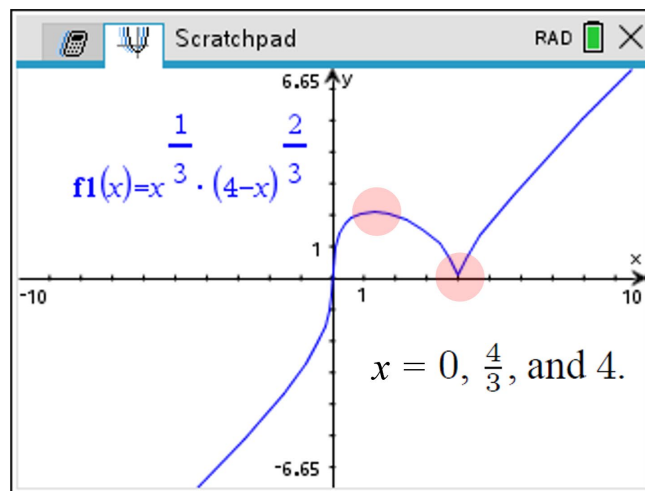 Scratchpad RAD
6.65 y
f1(x)=x^(1/3)·(4−x)^(2/3)
1
x
-10 1 10
x = 0, 4/3, and 4.
-6.65